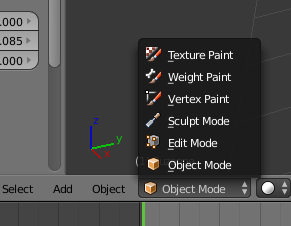 .000
.085
.000
Texture Paint
Weight Paint
Vertex Paint
Sculpt Mode
Edit Mode
Object Mode
z
y
x
(1
Select Add Object Object Mode